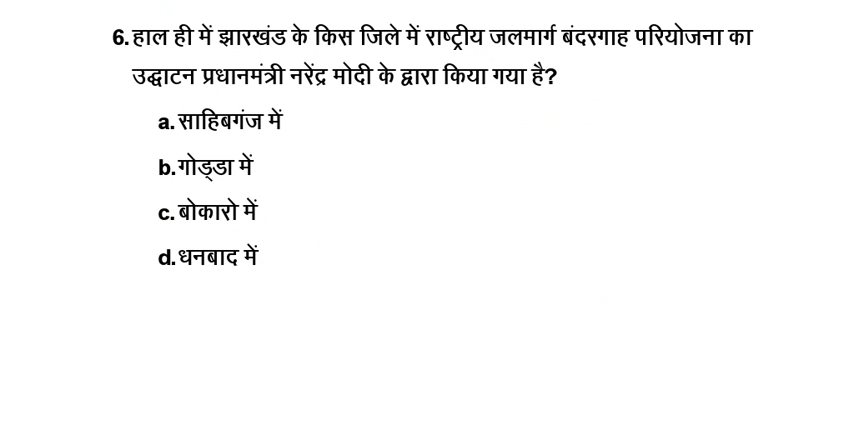 6. हाल ही में झारखंड के किस जिले में राष्ट्रीय जलमार्ग बंदरगाह परियोजना का
उद्घाटन प्रधानमंत्री नरेंद्र मोदी के द्वारा किया गया है?
a. साहिबगंज में
b. गोड्डा में
c. बोकारो में
d. धनबाद में